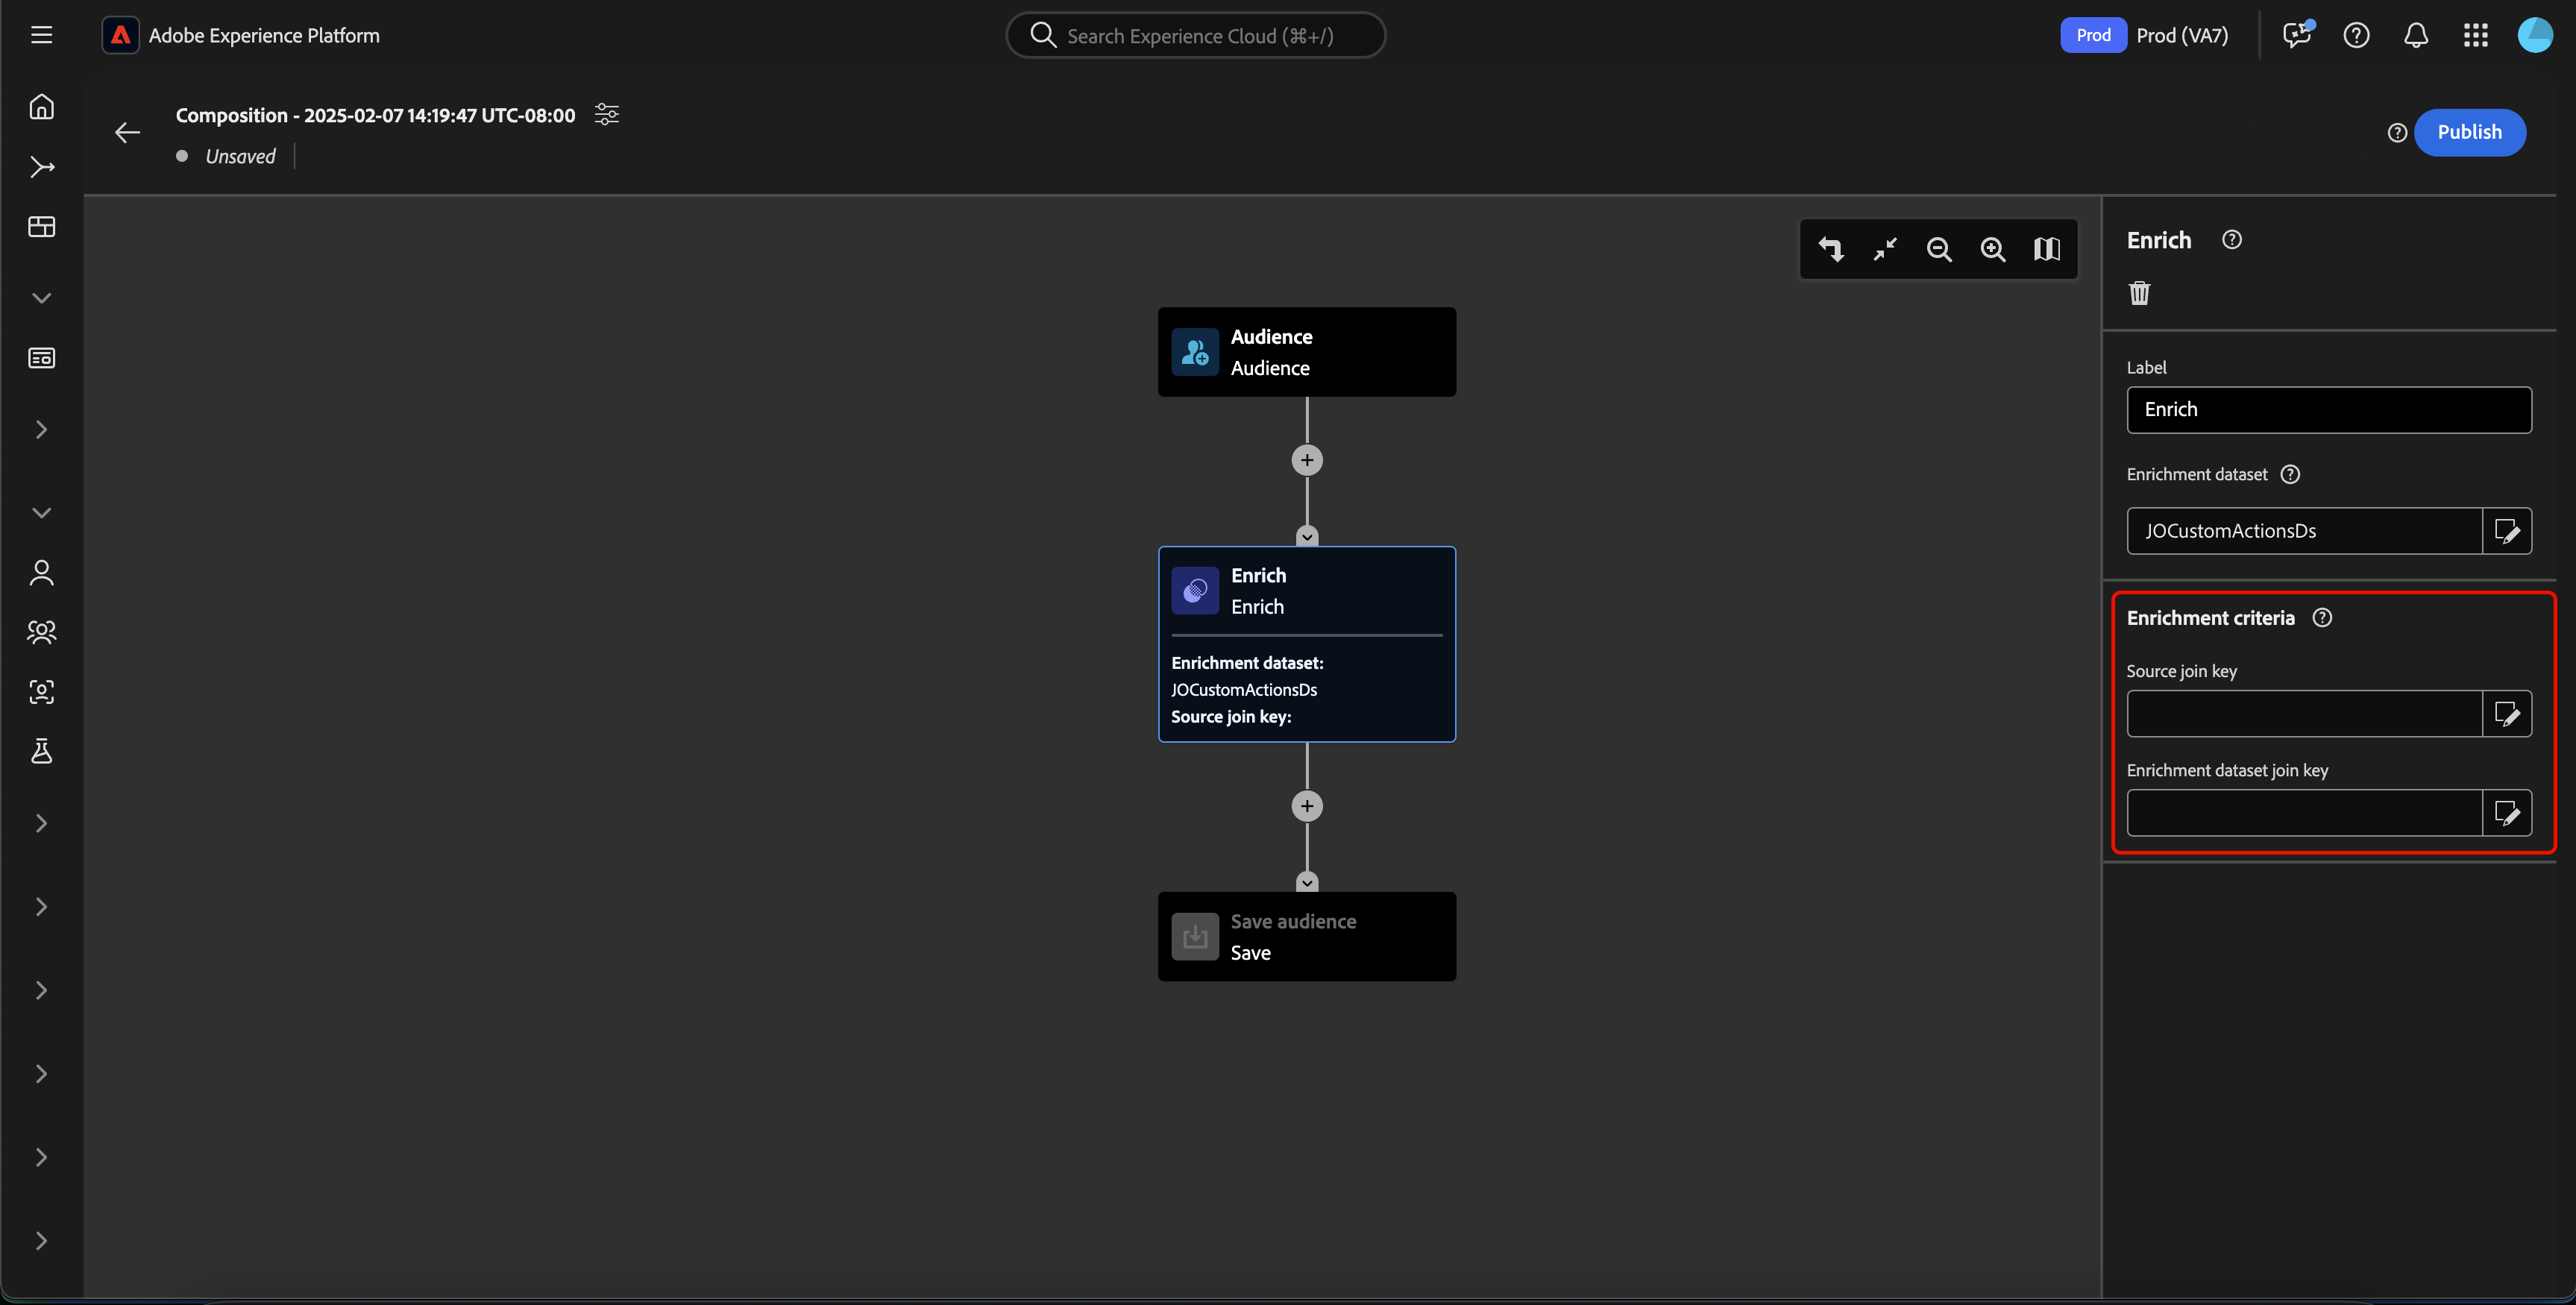 Adobe Experience Platform
Search Experience Cloud (⌘+/)
Prod
Prod (VA7)
Composition - 2025-02-07 14:19:47 UTC-08:00
Unsaved
Publish
Audience
Audience
Enrich
Enrich
Enrichment dataset:
JOCustomActionsDs
Source join key:
Save audience
Save
Enrich
Label
Enrich
Enrichment dataset
JOCustomActionsDs
Enrichment criteria
Source join key
Enrichment dataset join key